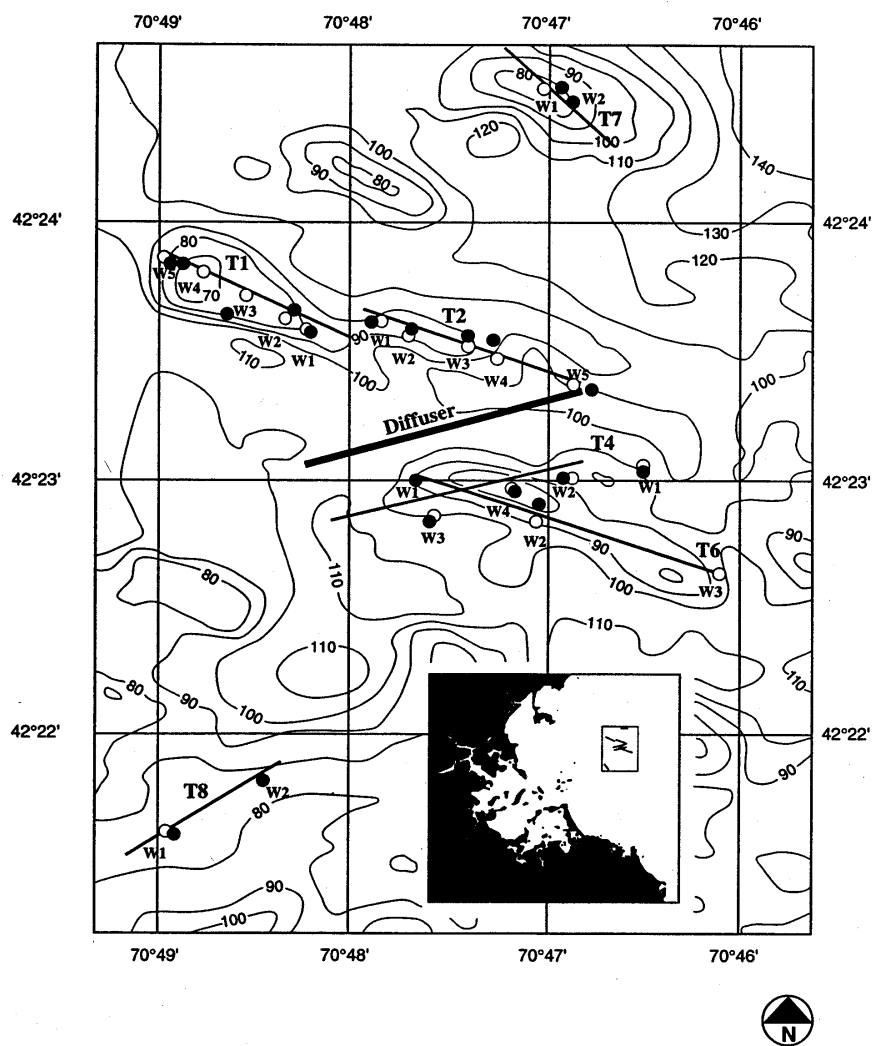 70°49' 70°48' 70°47' 70°46'
80 90
W1 W2
T7
120 100
100 110
140
90 80
42°24' 42°24'
130
80 T1
120
W5 W4 70
W3 T2
W2 90 W1
W1 W2 W3
110 W4 W5
100 100
Diffuser 100
T4
42°23' 42°23'
W1 W2 W1
W4
W3 W2 90 90
T6
80 110 100 W3
110
110
80 90 110
100
42°22' 42°22'
90
T8 W2
80
W1
90
100
70°49' 70°48' 70°47' 70°46'
N